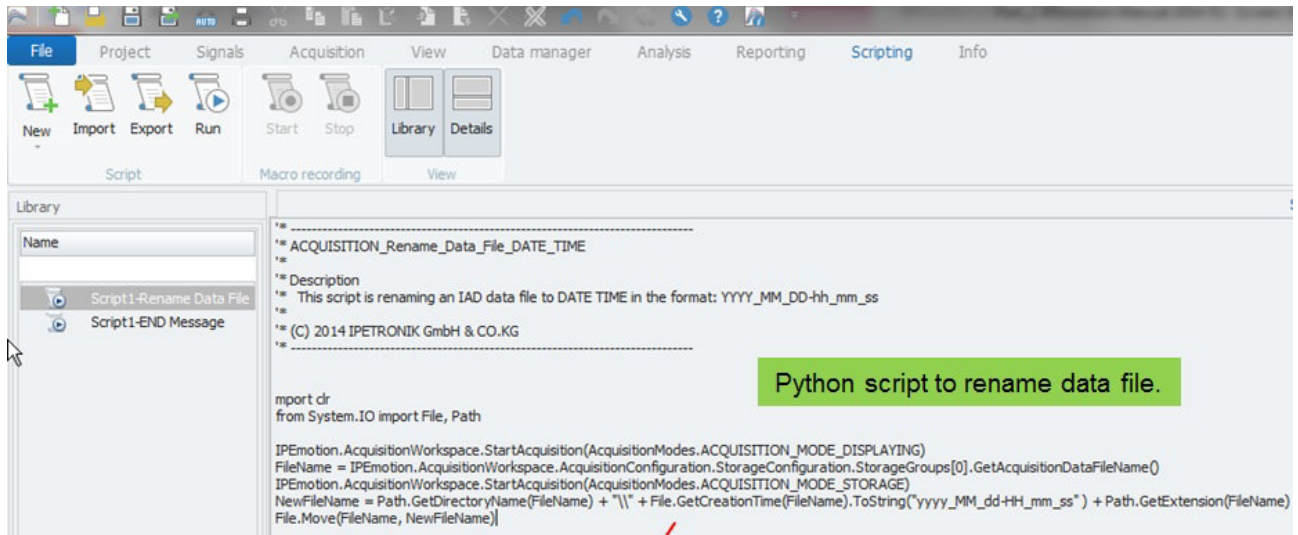 AUTO
File Project Signals Acquisition View Data manager Analysis Reporting Scripting Info
New Import Export Run Start Stop Library Details
Script Macro recording View
Library
Name
Script1-Rename Data File
Script1-END Message
'* ------------------------------------------------------------------------
'* ACQUISITION_Rename_Data_File_DATE_TIME
'*
'* Description
'* This script is renaming an IAD data file to DATE TIME in the format: YYYY_MM_DD-hh_mm_ss
'*
'* (C) 2014 IPETRONIK GmbH & CO.KG
'* ------------------------------------------------------------------------
Python script to rename data file.
mport clr
from System.IO import File, Path
IPEmotion.AcquisitionWorkspace.StartAcquisition(AcquisitionModes.ACQUISITION_MODE_DISPLAYING)
FileName = IPEmotion.AcquisitionWorkspace.AcquisitionConfiguration.StorageConfiguration.StorageGroups[0].GetAcquisitionDataFileName()
IPEmotion.AcquisitionWorkspace.StartAcquisition(AcquisitionModes.ACQUISITION_MODE_STORAGE)
NewFileName = Path.GetDirectoryName(FileName) + "\\" + File.GetCreationTime(FileName).ToString("yyyy_MM_dd-HH_mm_ss" ) + Path.GetExtension(FileName)
File.Move(FileName, NewFileName)